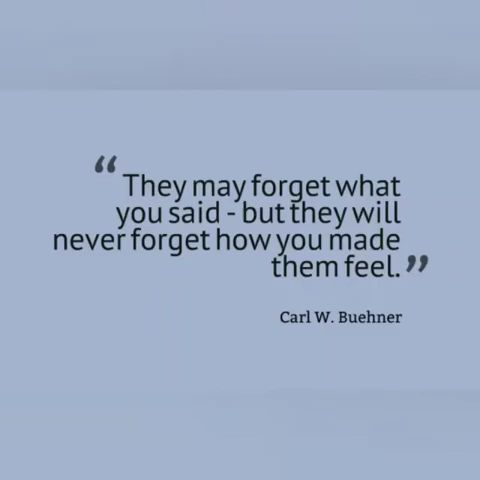 “They may forget what
you said - but they will
never forget how you made
them feel.”
Carl W. Buehner